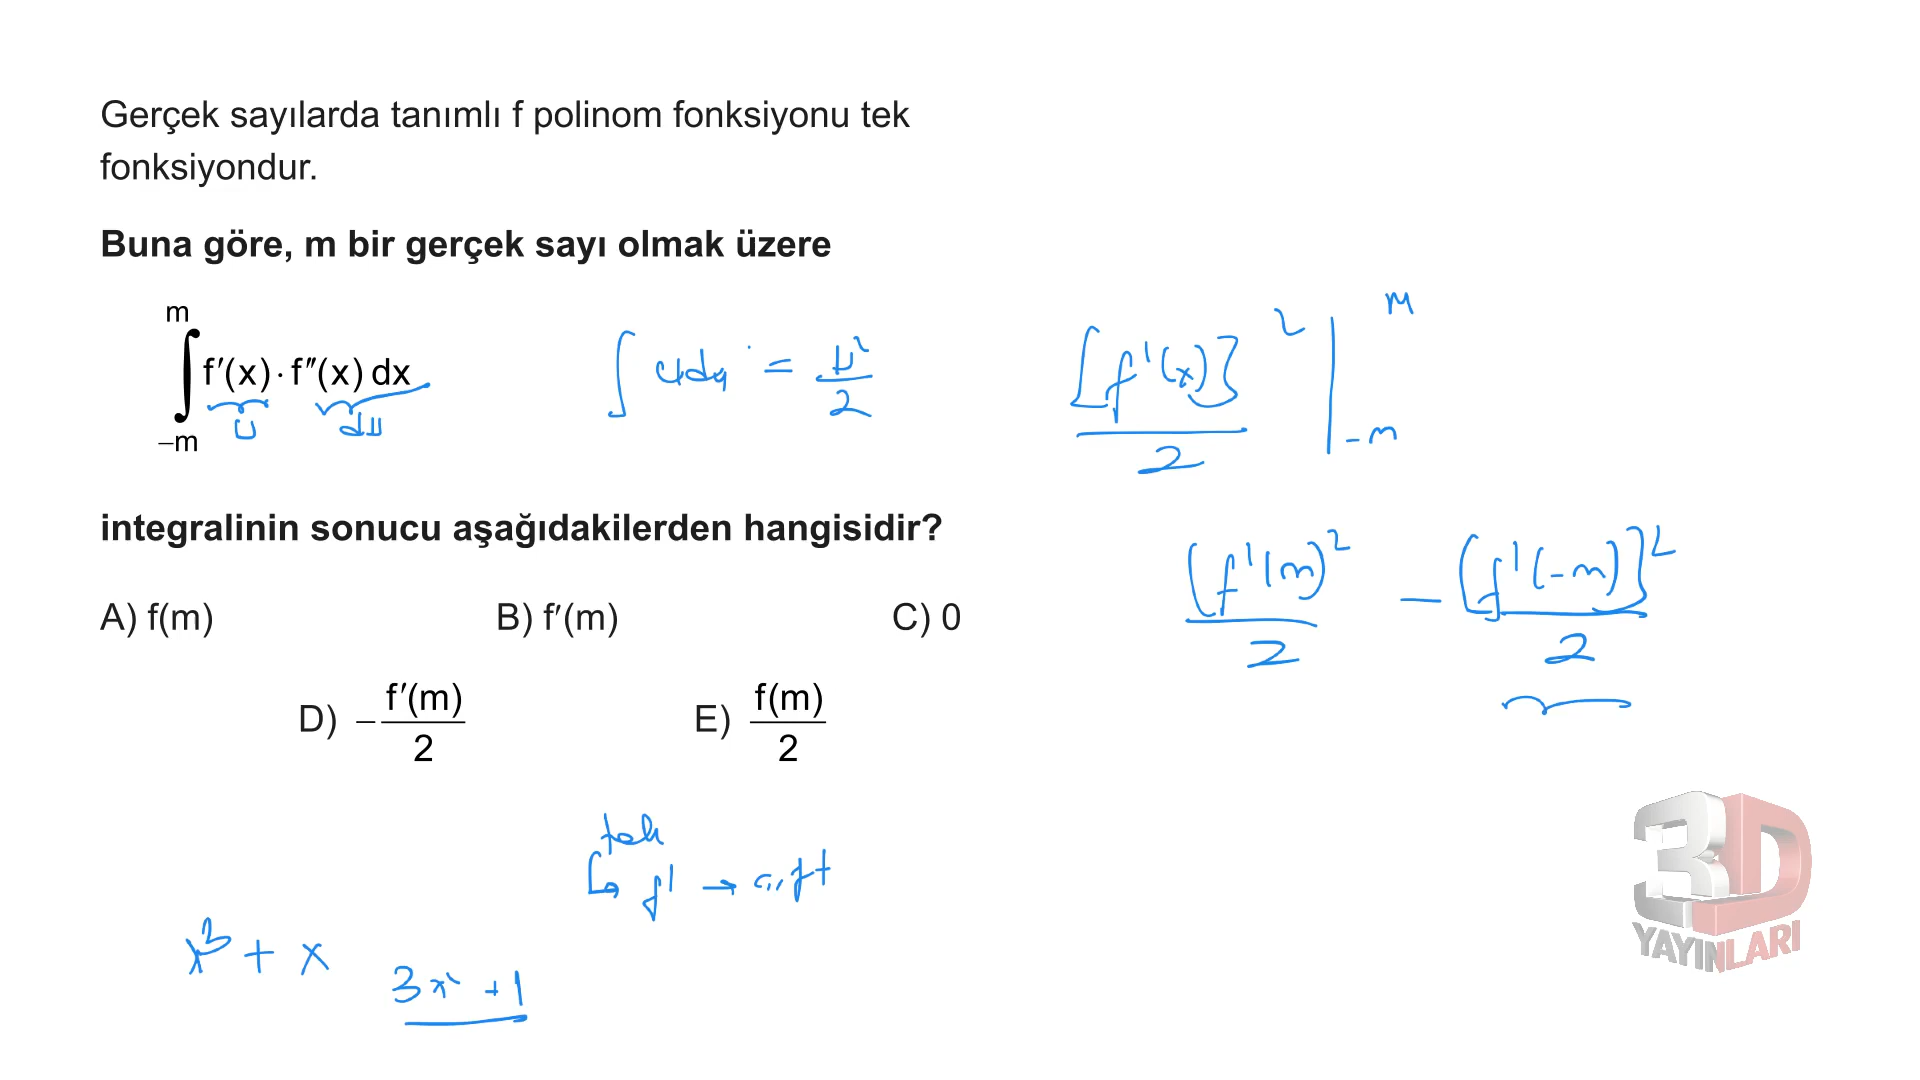 Gerçek sayılarda tanımlı f polinom fonksiyonu tek
fonksiyondur.
Buna göre, m bir gerçek sayı olmak üzere
m
∫ f′(x) · f″(x) dx
−m
u du
∫ u du = u²/2
[f'(x)]²/2 | m
-m
integralinin sonucu aşağıdakilerden hangisidir?
(f'(m))²/2 − [f'(-m)]²/2
A) f(m) B) f′(m) C) 0
D) − f′(m)/2 E) f(m)/2
tek
↳ f' → çift
x³ + x
3x² + 1
3D
YAYINLARI